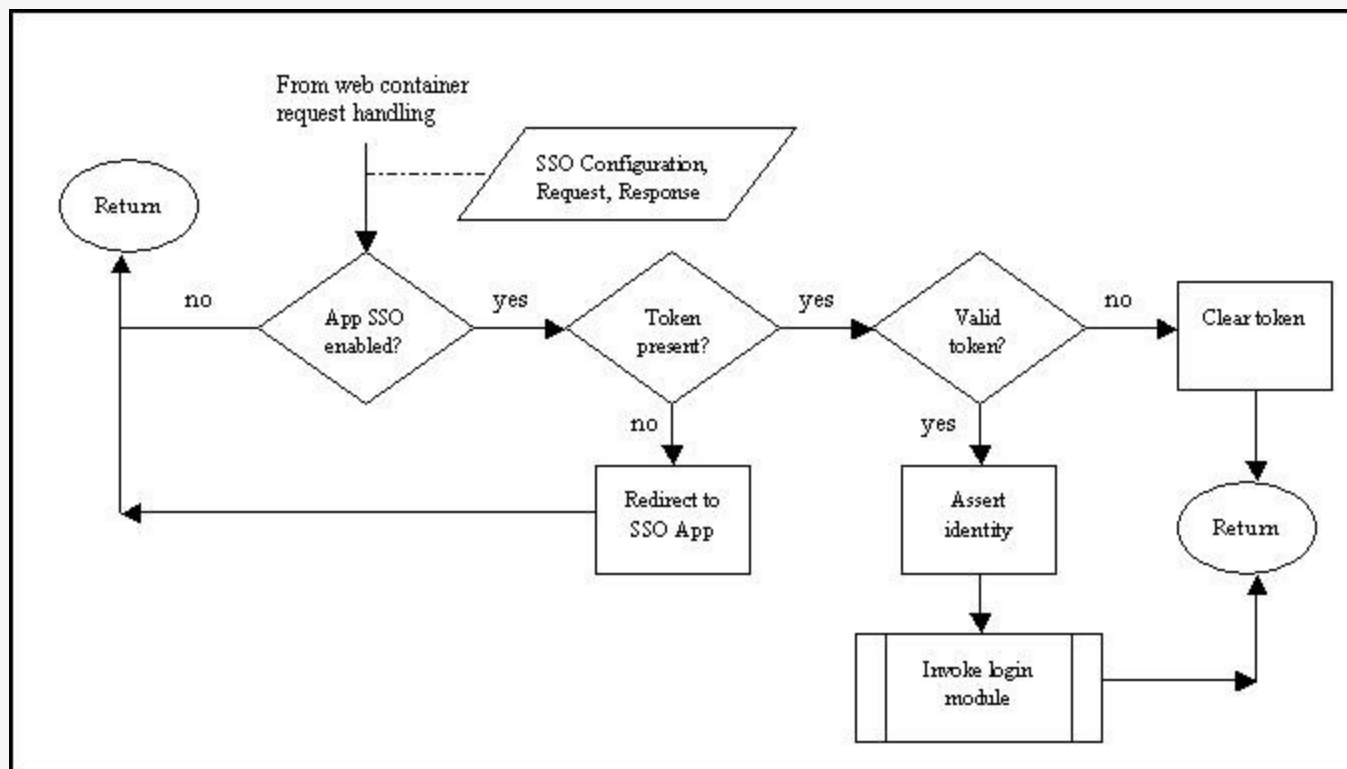 From web container
request handling
SSO Configuration,
Request, Response
Return
no
App SSO
enabled?
yes
Token
present?
yes
Valid
token?
no
Clear token
no
yes
Redirect to
SSO App
Assert
identity
Return
Invoke login
module